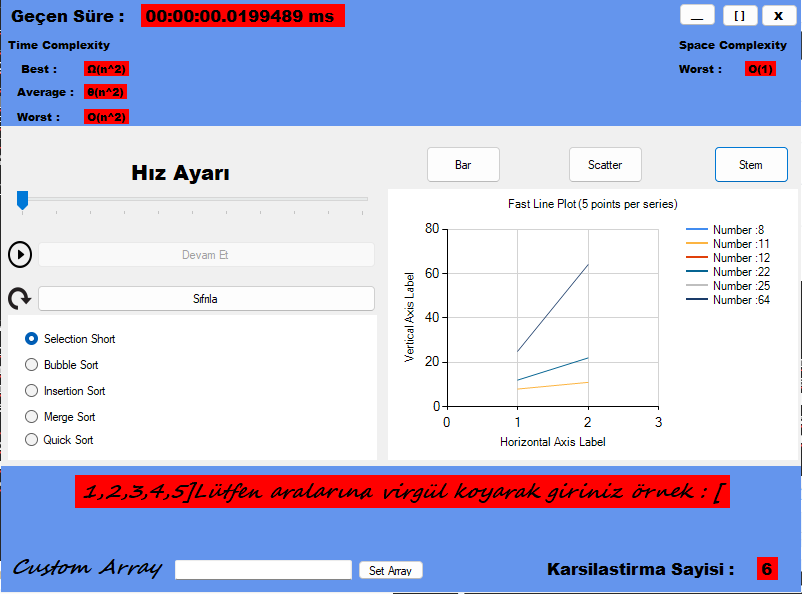 Geçen Süre : 00:00:00.0199489 ms
__ [ ] X
Time Complexity
Space Complexity
Best : Ω(n^2)
Worst : O(1)
Average : θ(n^2)
Worst : O(n^2)
Hız Ayarı
Devam Et
Sıfırla
Selection Short
Bubble Sort
Insertion Sort
Merge Sort
Quick Sort
Bar Scatter Stem
Fast Line Plot (5 points per series)
Vertical Axis Label
80
60
40
20
0
0 1 2 3
Horizontal Axis Label
Number :8
Number :11
Number :12
Number :22
Number :25
Number :64
1,2,3,4,5]Lütfen aralarına virgül koyarak giriniz örnek : [
Custom Array Set Array
Karsilastirma Sayisi : 6